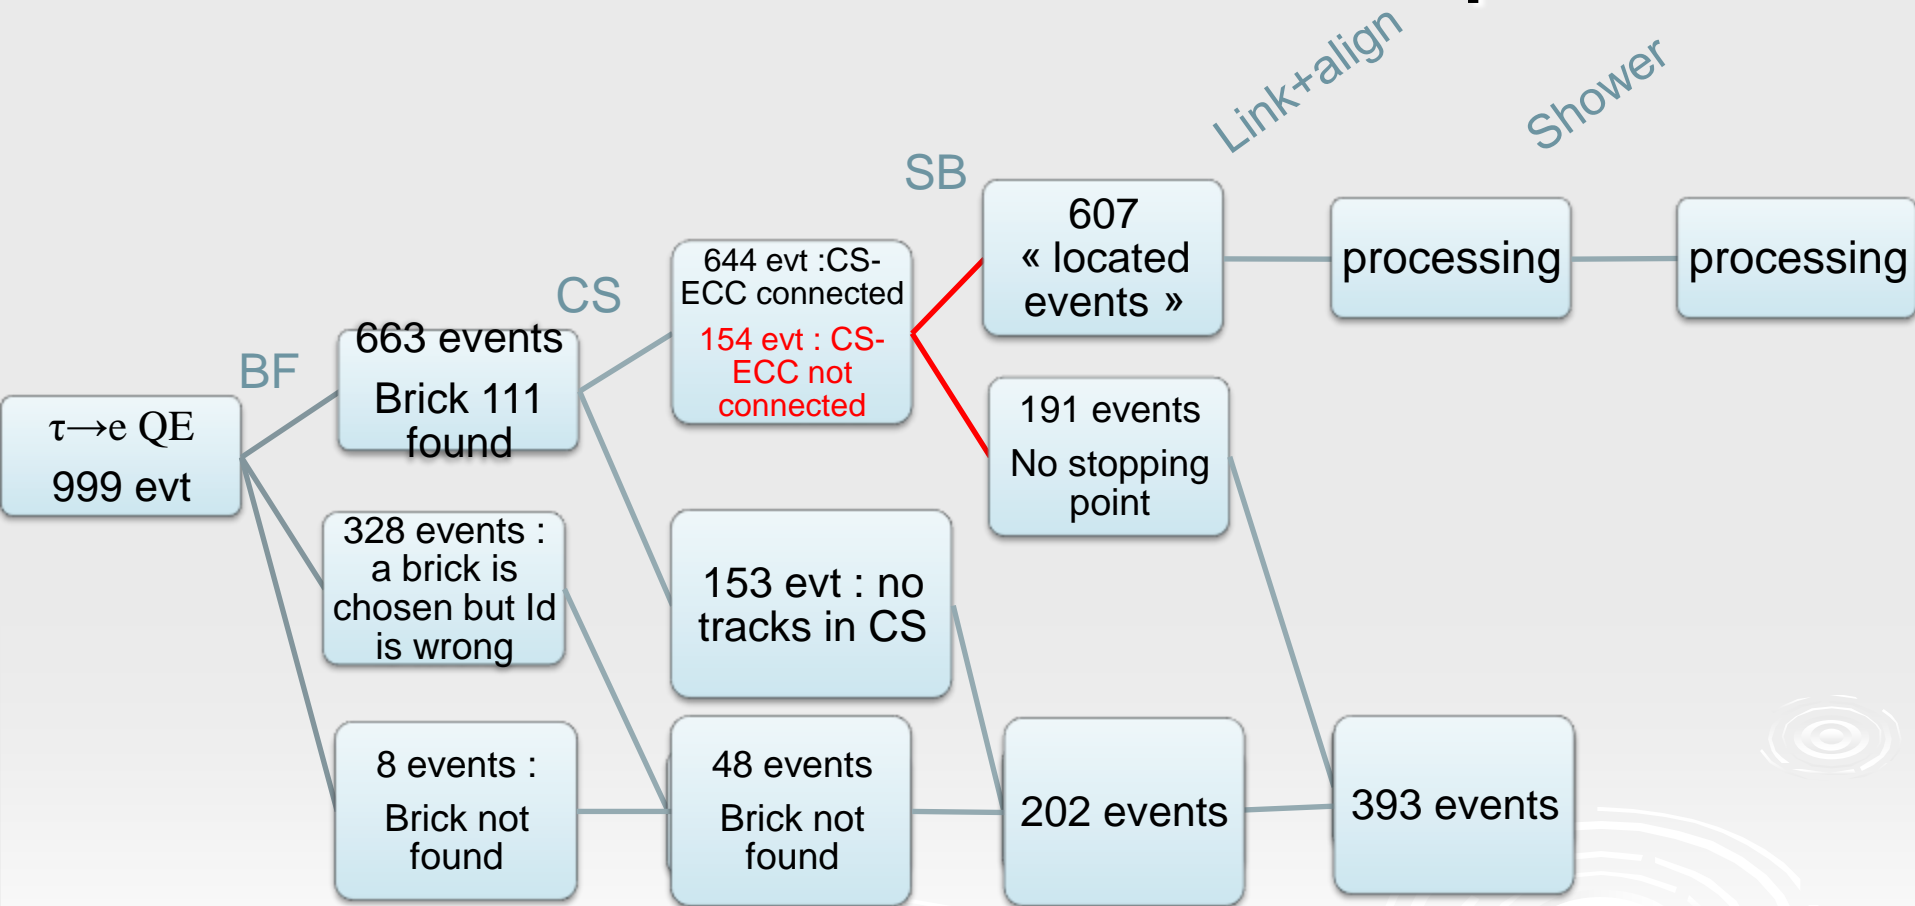 Link+align
Shower
SB
CS
BF
τ→e QE
999 evt
663 events
Brick 111
found
328 events :
a brick is
chosen but Id
is wrong
8 events :
Brick not
found
644 evt :CS-
ECC connected
154 evt : CS-
ECC not
connected
153 evt : no
tracks in CS
48 events
Brick not
found
607
« located
events »
191 events
No stopping
point
202 events
processing
393 events
processing